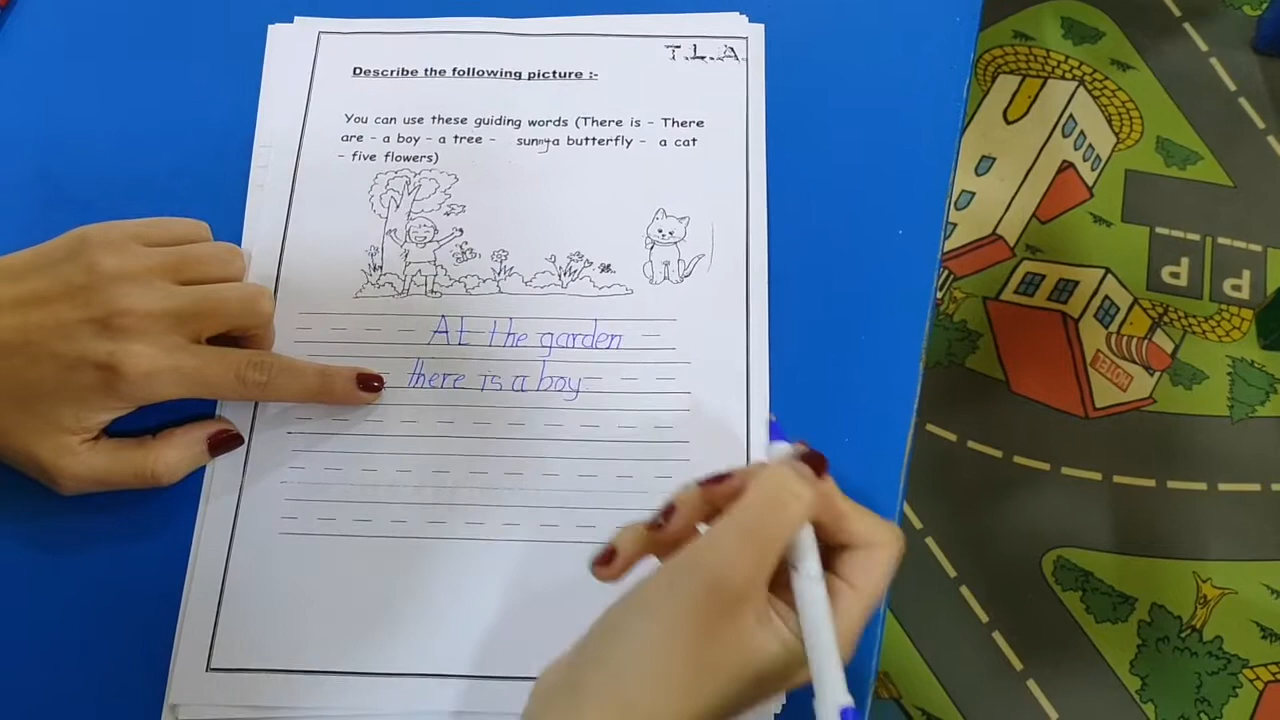 T.L.A.
Describe the following picture :-
You can use these guiding words (There is - There
are - a boy - a tree - sunny a butterfly - a cat
- five flowers)
At the garden
there is a boy.
P P
HOTEL